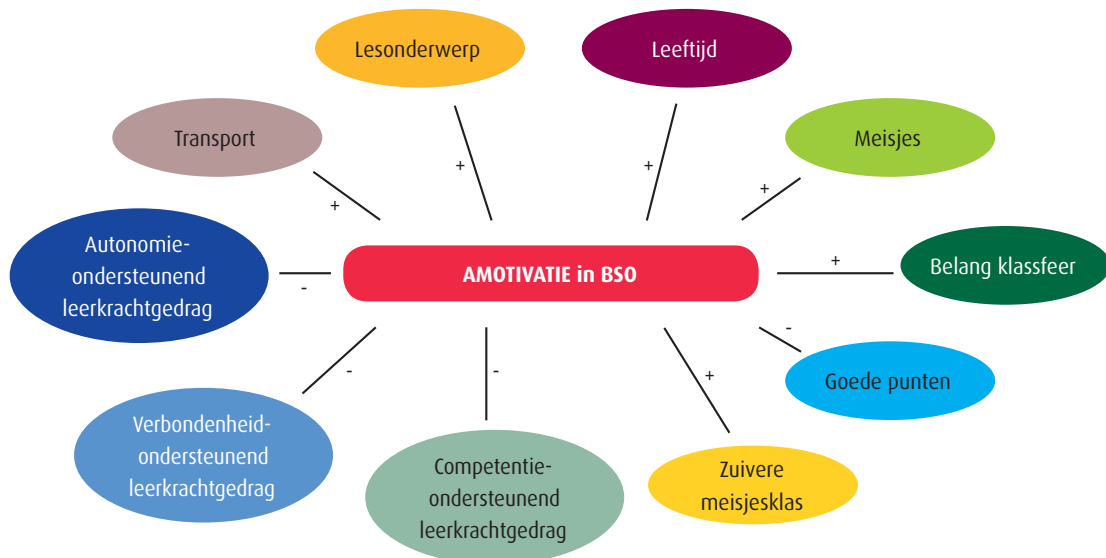 Lesonderwerp
Leeftijd
Transport
Meisjes
+
+
+
+
Autonomie-
ondersteunend
leerkrachtgedrag
-
AMOTIVATIE in BSO
+
Belang klassfeer
-
-
-
+
Goede punten
Verbondenheid-
ondersteunend
leerkrachtgedrag
Competentie-
ondersteunend
leerkrachtgedrag
Zuivere
meisjesklas